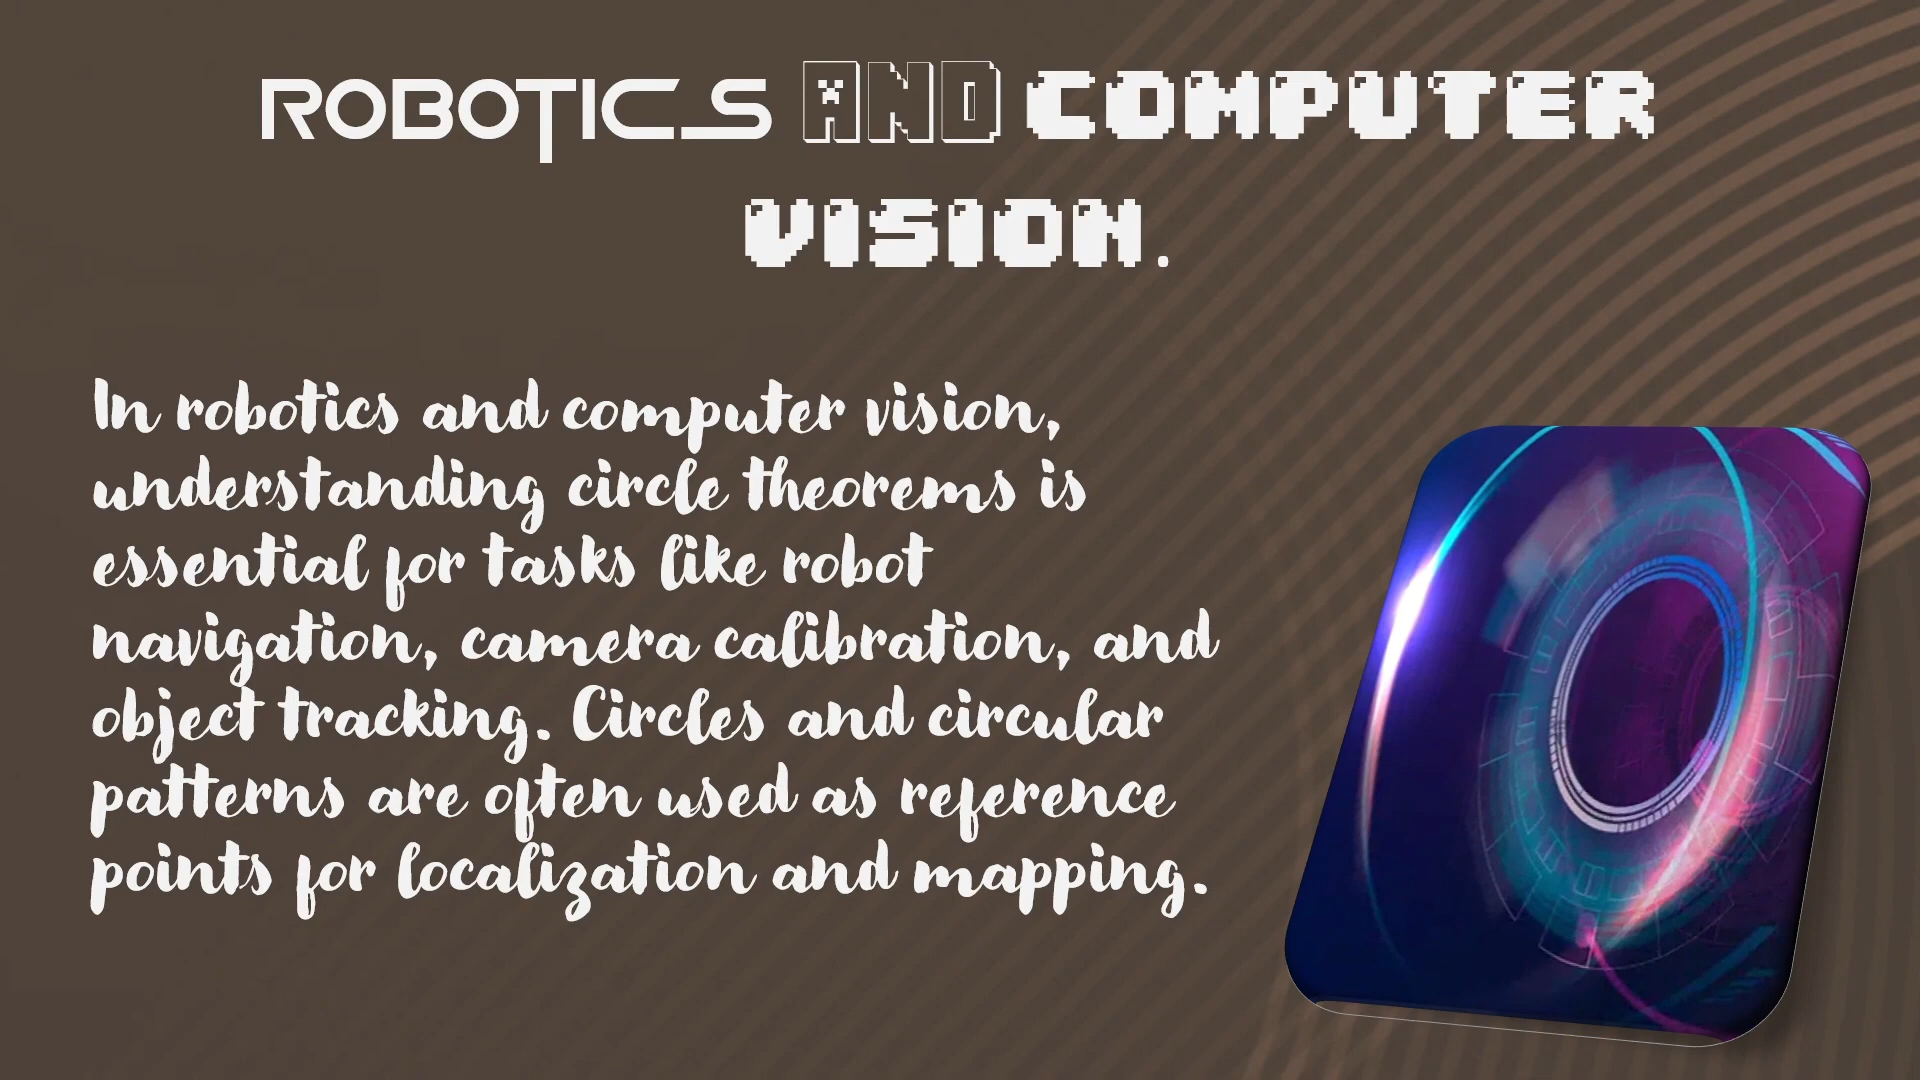 ROBOTICS AND COMPUTER
VISION.
In robotics and computer vision,
understanding circle theorems is
essential for tasks like robot
navigation, camera calibration, and
object tracking. Circles and circular
patterns are often used as reference
points for localization and mapping.